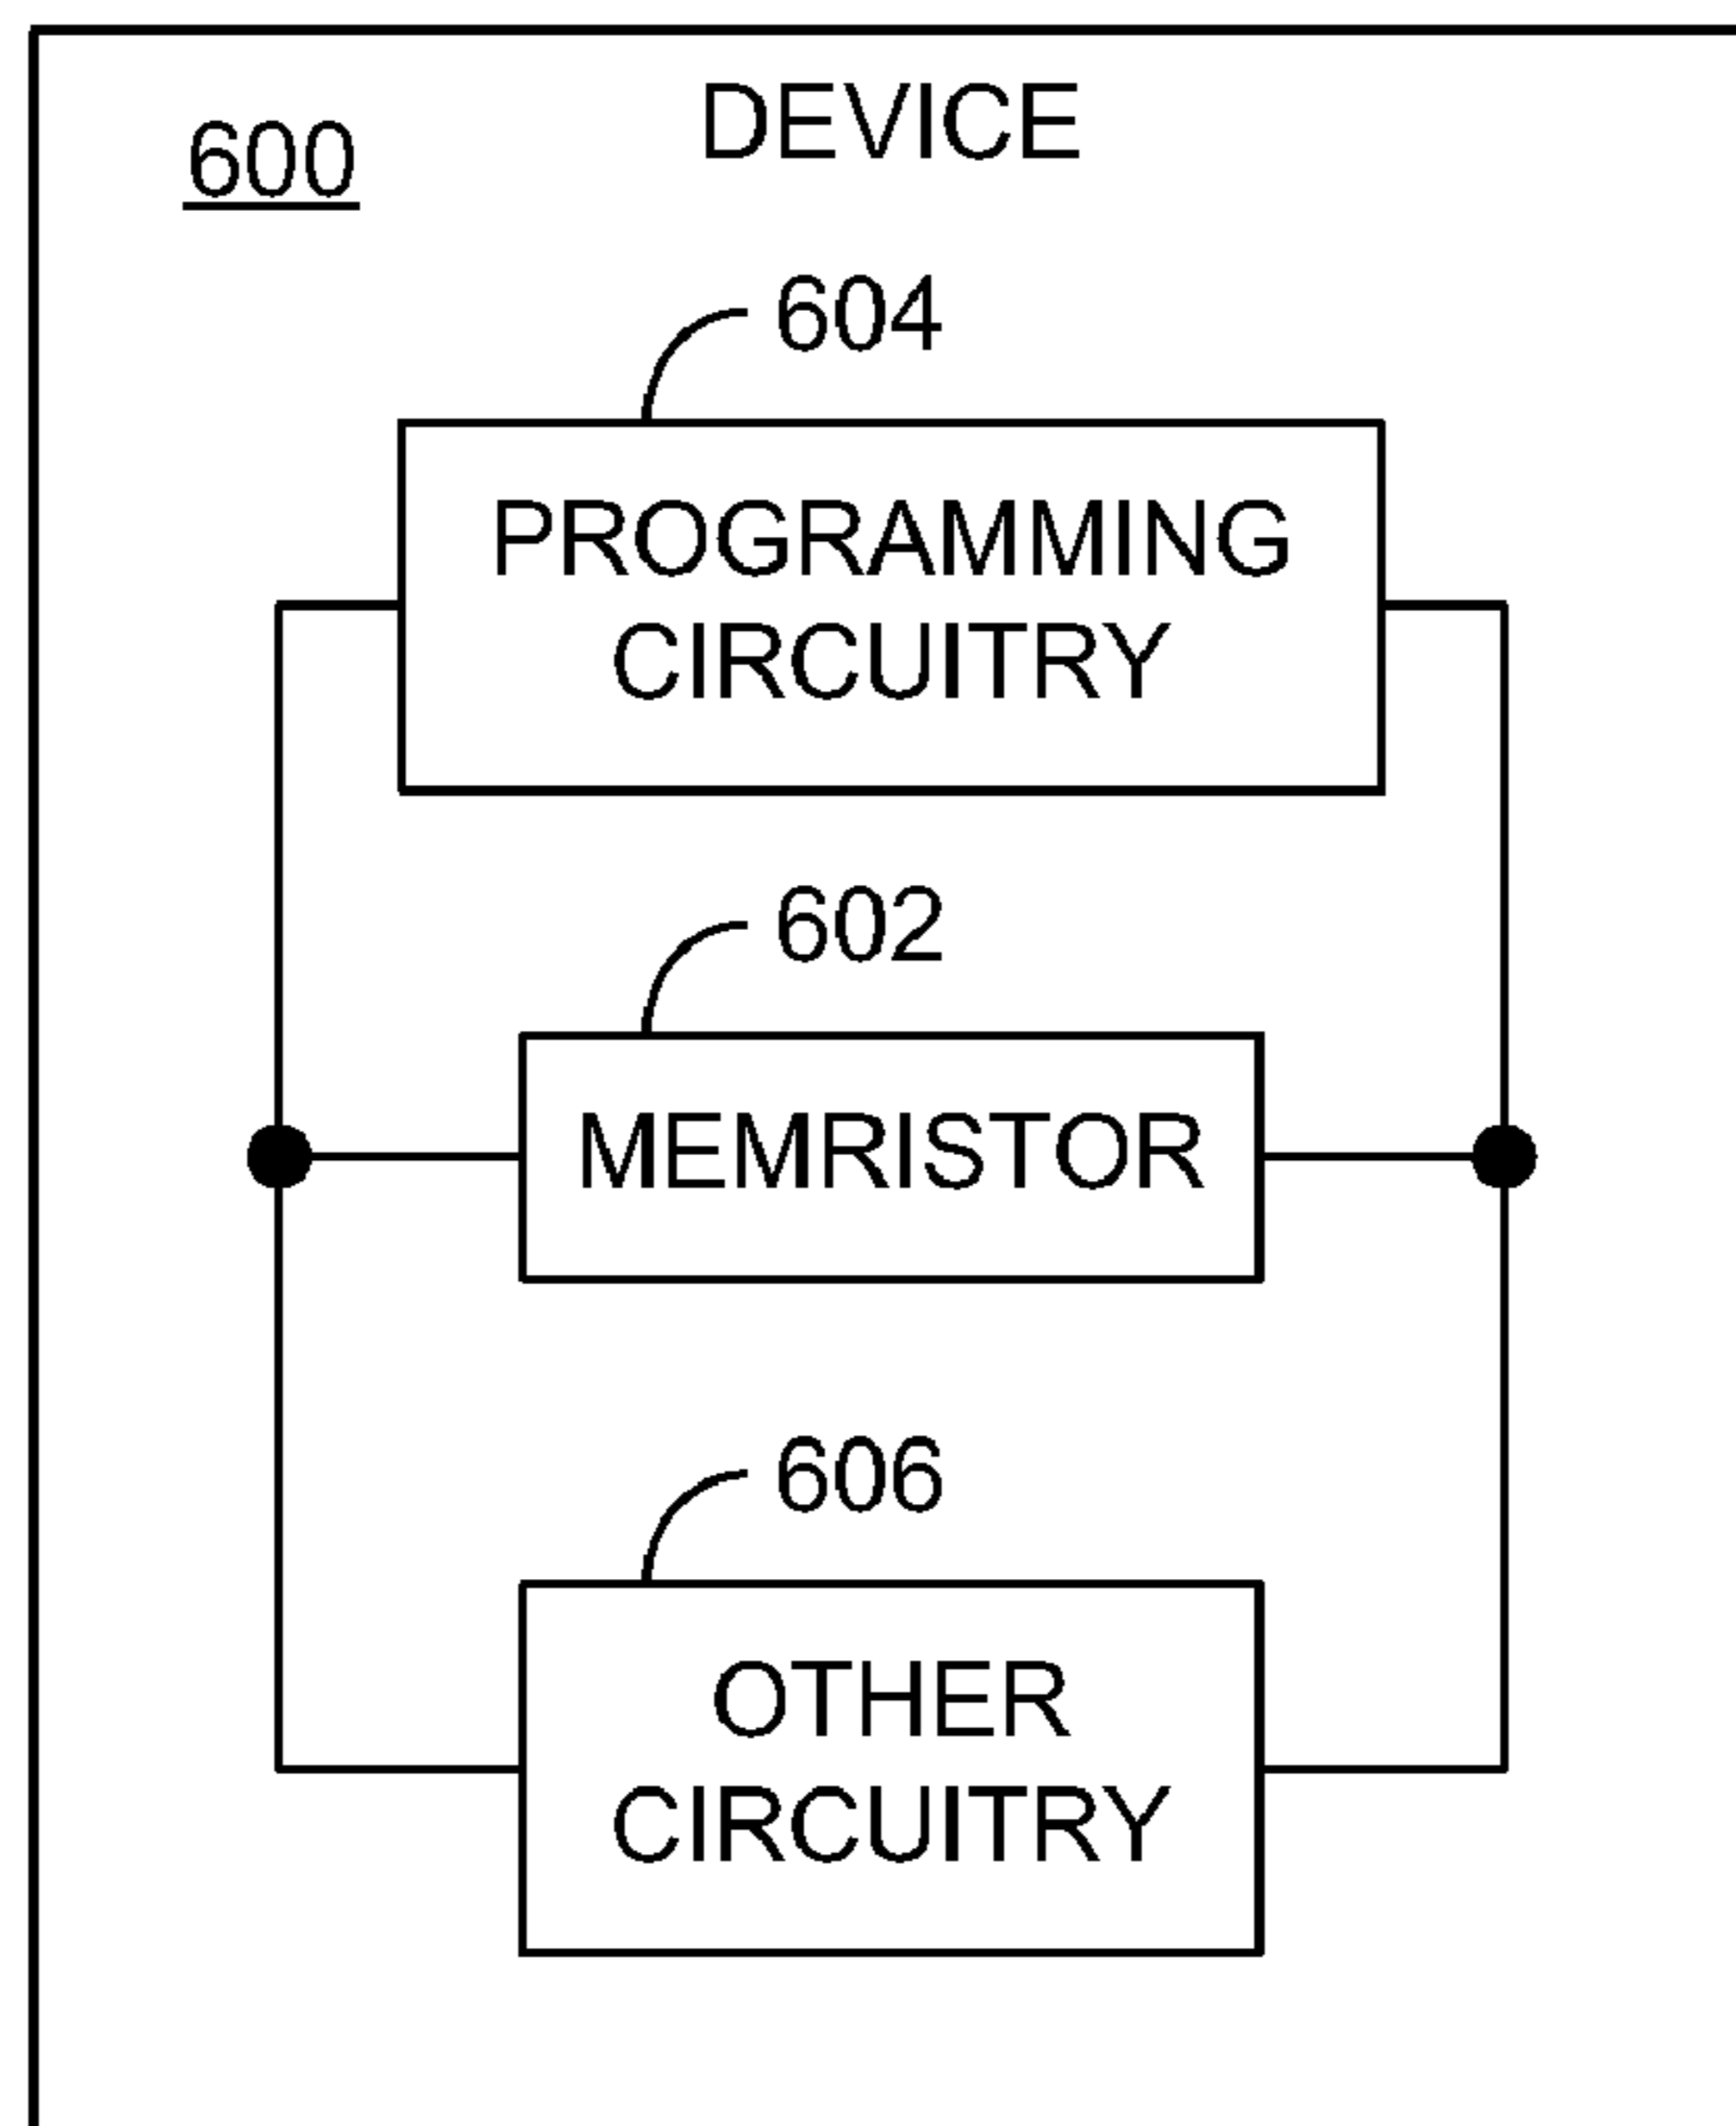 DEVICE
600
604
PROGRAMMING
CIRCUITRY
602
MEMRISTOR
606
OTHER
CIRCUITRY